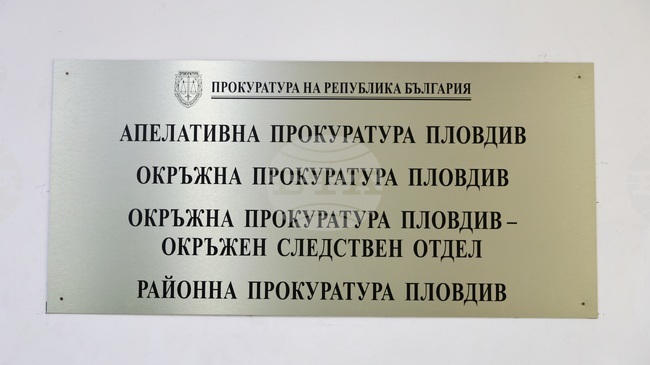 ПРОКУРАТУРА НА РЕПУБЛИКА БЪЛГАРИЯ
АПЕЛАТИВНА ПРОКУРАТУРА ПЛОВДИВ
ОКРЪЖНА ПРОКУРАТУРА ПЛОВДИВ
ОКРЪЖНА ПРОКУРАТУРА ПЛОВДИВ –
ОКРЪЖЕН СЛЕДСТВЕН ОТДЕЛ
РАЙОННА ПРОКУРАТУРА ПЛОВДИВ